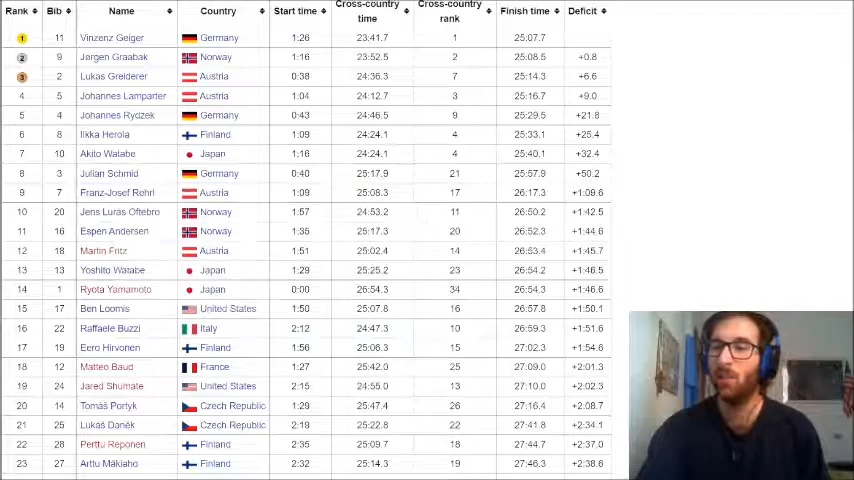 Rank Bib Name Country Start time Cross-country time Cross-country rank Finish time Deficit
1 11 Vinzenz Geiger Germany 1:26 23:41.7 1 25:07.7
2 9 Jørgen Graabak Norway 1:16 23:52.5 2 25:08.5 +0.8
3 2 Lukas Greiderer Austria 0:38 24:36.3 7 25:14.3 +6.6
4 5 Johannes Lamparter Austria 1:04 24:12.7 3 25:16.7 +9.0
5 4 Johannes Rydzek Germany 0:43 24:46.5 9 25:29.5 +21.8
6 8 Ilkka Herola Finland 1:09 24:24.1 4 25:33.1 +25.4
7 10 Akito Watabe Japan 1:16 24:24.1 4 25:40.1 +32.4
8 3 Julian Schmid Germany 0:40 25:17.9 21 25:57.9 +50.2
9 7 Franz-Josef Rehrl Austria 1:09 25:08.3 17 26:17.3 +1:09.6
10 20 Jens Lurås Oftebro Norway 1:57 24:53.2 11 26:50.2 +1:42.5
11 16 Espen Andersen Norway 1:35 25:17.3 20 26:52.3 +1:44.6
12 18 Martin Fritz Austria 1:51 25:02.4 14 26:53.4 +1:45.7
13 13 Yoshito Watabe Japan 1:29 25:25.2 23 26:54.2 +1:46.5
14 1 Ryota Yamamoto Japan 0:00 26:54.3 34 26:54.3 +1:46.6
15 17 Ben Loomis United States 1:50 25:07.8 16 26:57.8 +1:50.1
16 22 Raffaele Buzzi Italy 2:12 24:47.3 10 26:59.3 +1:51.6
17 19 Eero Hirvonen Finland 1:56 25:06.3 15 27:02.3 +1:54.6
18 12 Matteo Baud France 1:27 25:42.0 25 27:09.0 +2:01.3
19 24 Jared Shumate United States 2:15 24:55.0 13 27:10.0 +2:02.3
20 14 Tomáš Portyk Czech Republic 1:29 25:47.4 26 27:16.4 +2:08.7
21 25 Lukáš Daněk Czech Republic 2:19 25:22.8 22 27:41.8 +2:34.1
22 28 Perttu Reponen Finland 2:35 25:09.7 18 27:44.7 +2:37.0
23 27 Arttu Mäkiaho Finland 2:32 25:14.3 19 27:46.3 +2:38.6